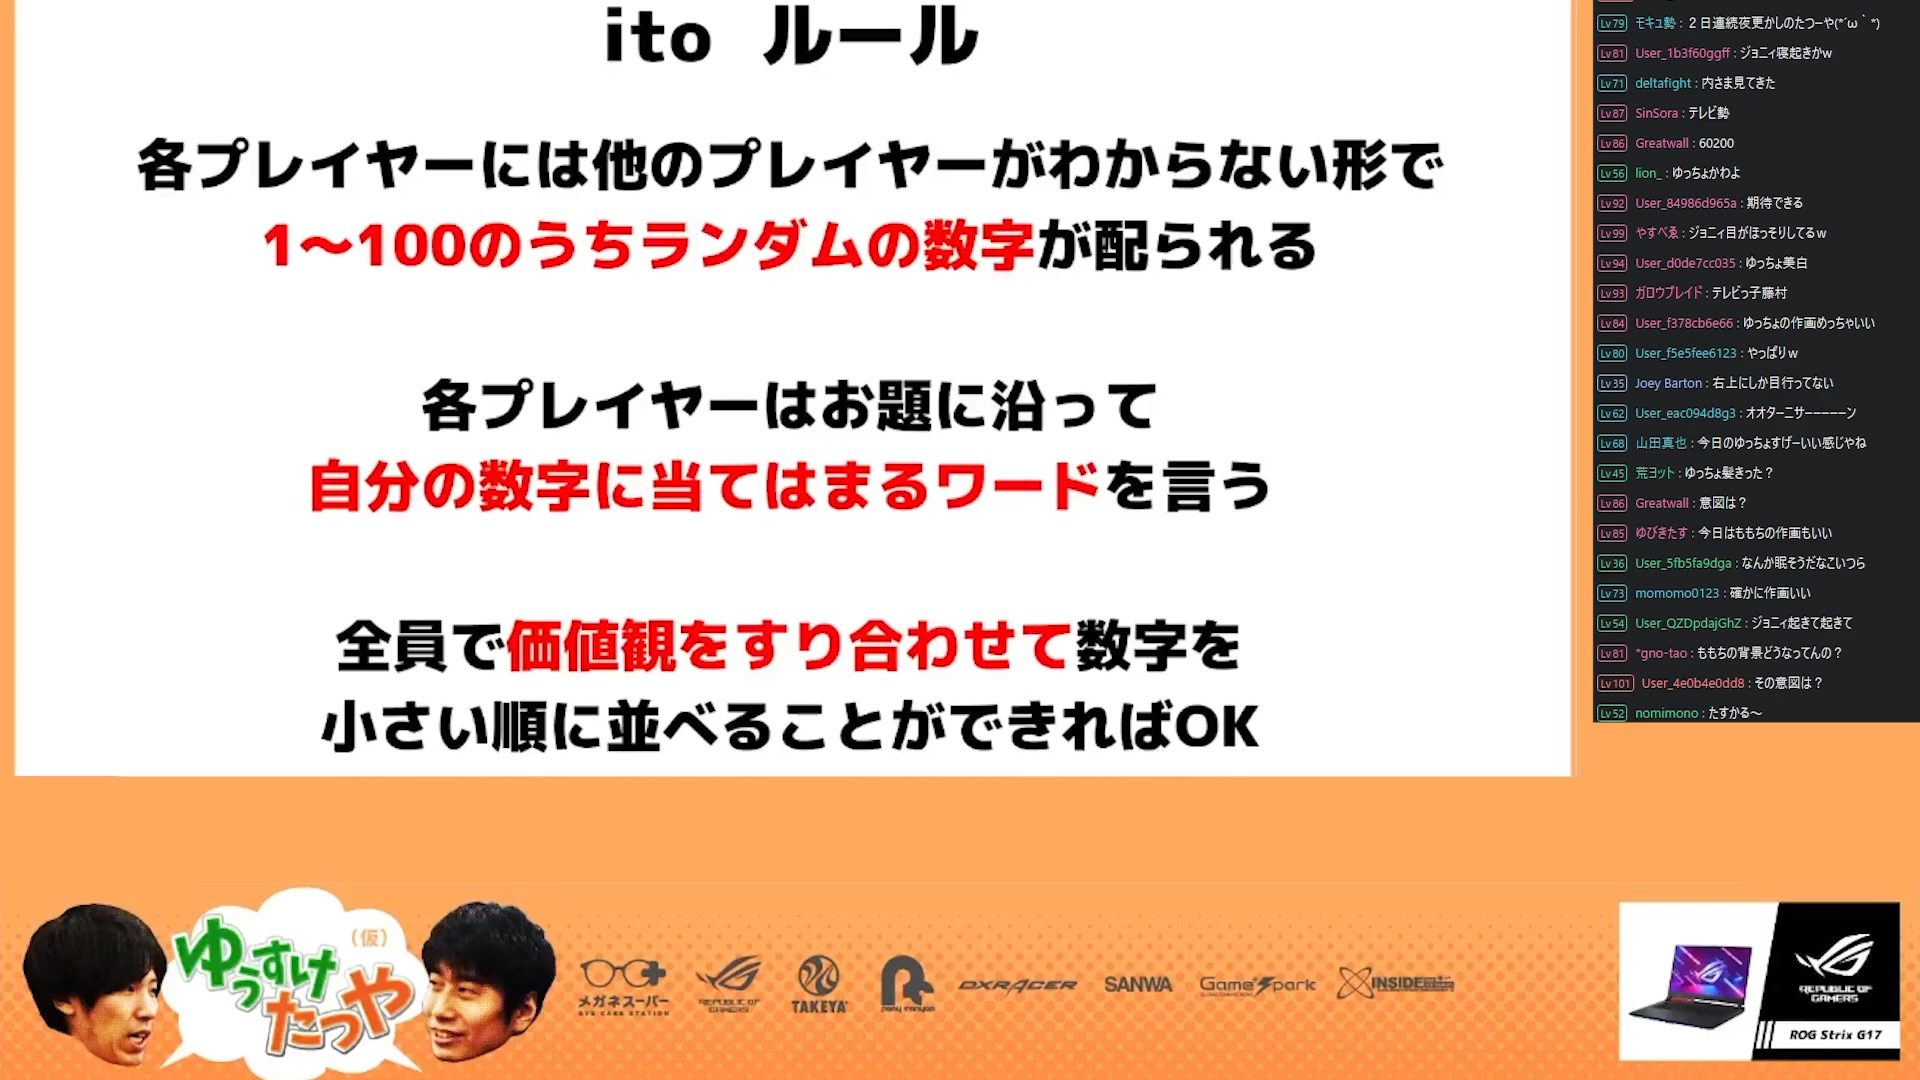 ito ルール
各プレイヤーには他のプレイヤーがわからない形で
1～100のうちランダムの数字が配られる
各プレイヤーはお題に沿って
自分の数字に当てはまるワードを言う
全員で価値観をすり合わせて数字を
小さい順に並べることができればOK
Lv79 モキュ勢 : ２日連続夜更かしのたつーや(*´ω｀*)
Lv81 User_1b3f60ggff : ジョニィ寝起きかw
Lv71 deltafight : 内さま見てきた
Lv87 SinSora : テレビ勢
Lv86 Greatwall : 60200
Lv56 lion_ : ゆっちょかわよ
Lv92 User_84986d965a : 期待できる
Lv99 やすべゑ : ジョニィ目がほっそりしてるw
Lv94 User_d0de7cc035 : ゆっちょ美白
Lv93 ガロウブレイド : テレビっ子藤村
Lv84 User_f378cb6e66 : ゆっちょの作画めっちゃいい
Lv80 User_f5e5fee6123 : やっぱりw
Lv35 Joey Barton : 右上にしか目行ってない
Lv62 User_eac094d8g3 : オオターニサーーーーーン
Lv68 山田真也 : 今日のゆっちょすげーいい感じやね
Lv45 荒ヨット : ゆっちょ髪きった？
Lv86 Greatwall : 意図は？
Lv85 ゆびきたす : 今日はももちの作画もいい
Lv36 User_5fb5fa9dga : なんか眠そうだなこいつら
Lv73 momomo0123 : 確かに作画いい
Lv54 User_QZDpdajGhZ : ジョニィ起きて起きて
Lv81 *gno-tao : ももちの背景どうなってんの？
Lv101 User_4e0b4e0dd8 : その意図は？
Lv52 nomimono : たすかる～
ゆうすけ
たつや
（仮）
メガネスーパー
EYE CARE STATION
REPUBLIC OF
GAMERS
TAKEYA
pony canyon
DXRACER
SANWA
Game*Spark
INSIDE
REPUBLIC OF
GAMERS
ROG Strix G17